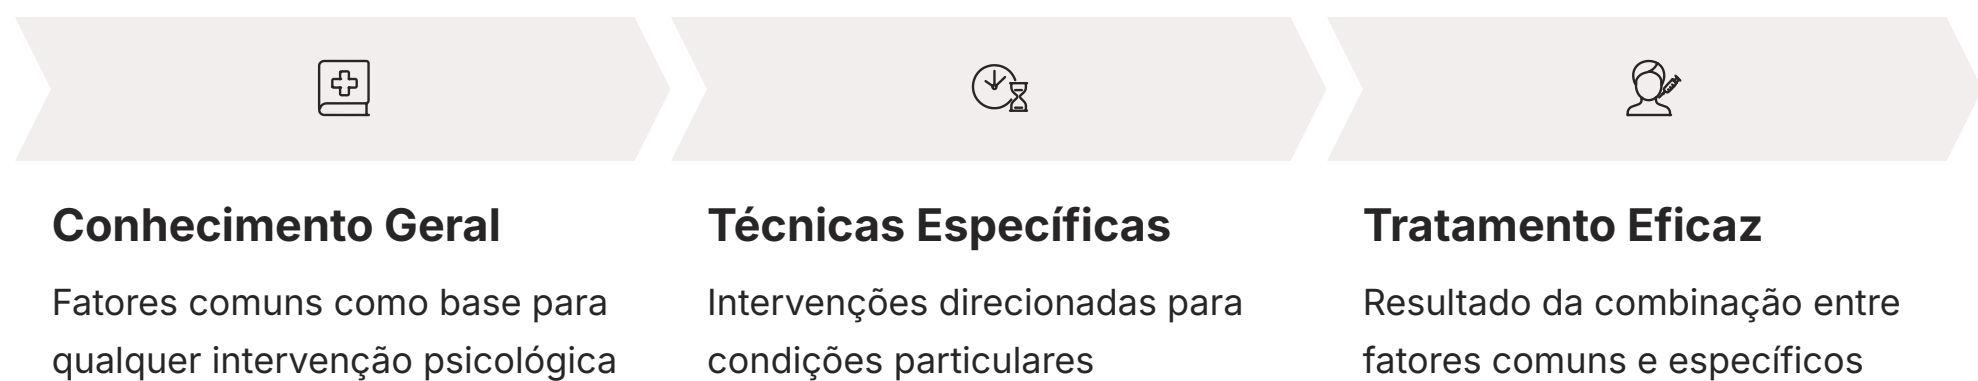 Conhecimento Geral
Fatores comuns como base para
qualquer intervenção psicológica
Técnicas Específicas
Intervenções direcionadas para
condições particulares
Tratamento Eficaz
Resultado da combinação entre
fatores comuns e específicos